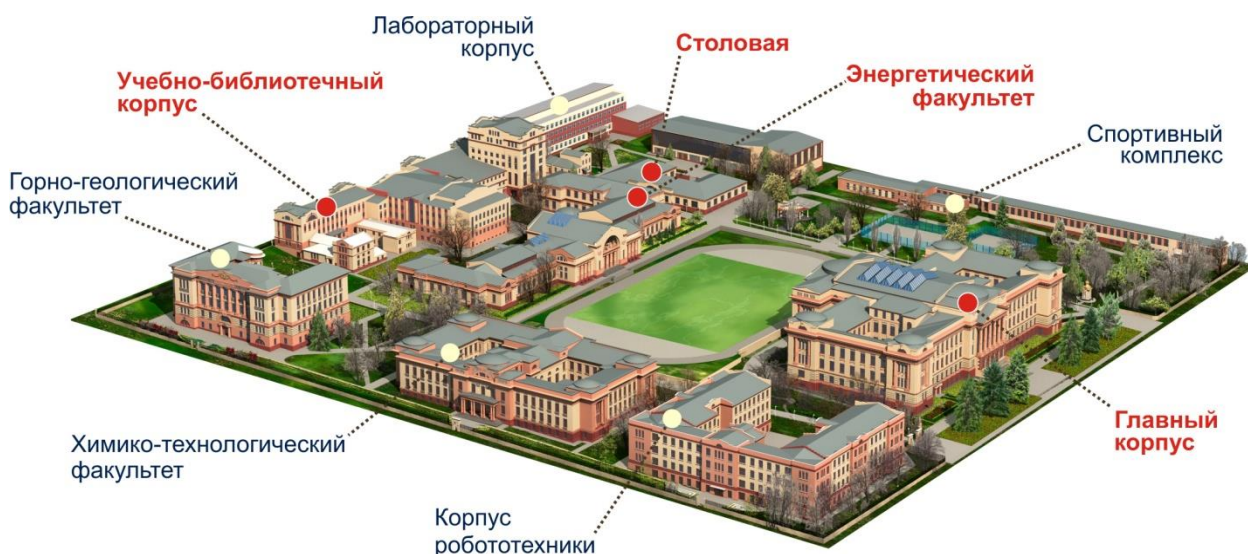 Лабораторный
корпус
Столовая
Учебно-библиотечный
корпус
Энергетический
факультет
Спортивный
комплекс
Горно-геологический
факультет
Химико-технологический
факультет
Главный
корпус
Корпус
робототехники